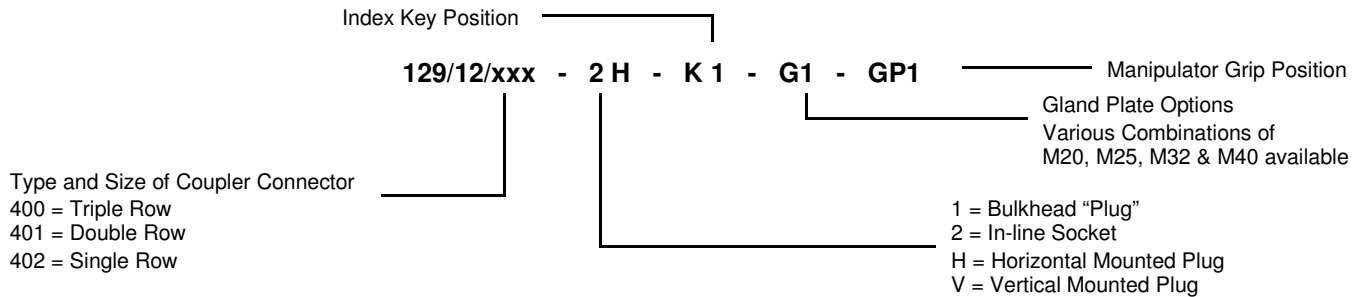 Index Key Position
129/12/xxx - 2 H - K 1 - G1 - GP1
Manipulator Grip Position
Gland Plate Options
Various Combinations of
M20, M25, M32 & M40 available
Type and Size of Coupler Connector
400 = Triple Row
401 = Double Row
402 = Single Row
1 = Bulkhead “Plug”
2 = In-line Socket
H = Horizontal Mounted Plug
V = Vertical Mounted Plug